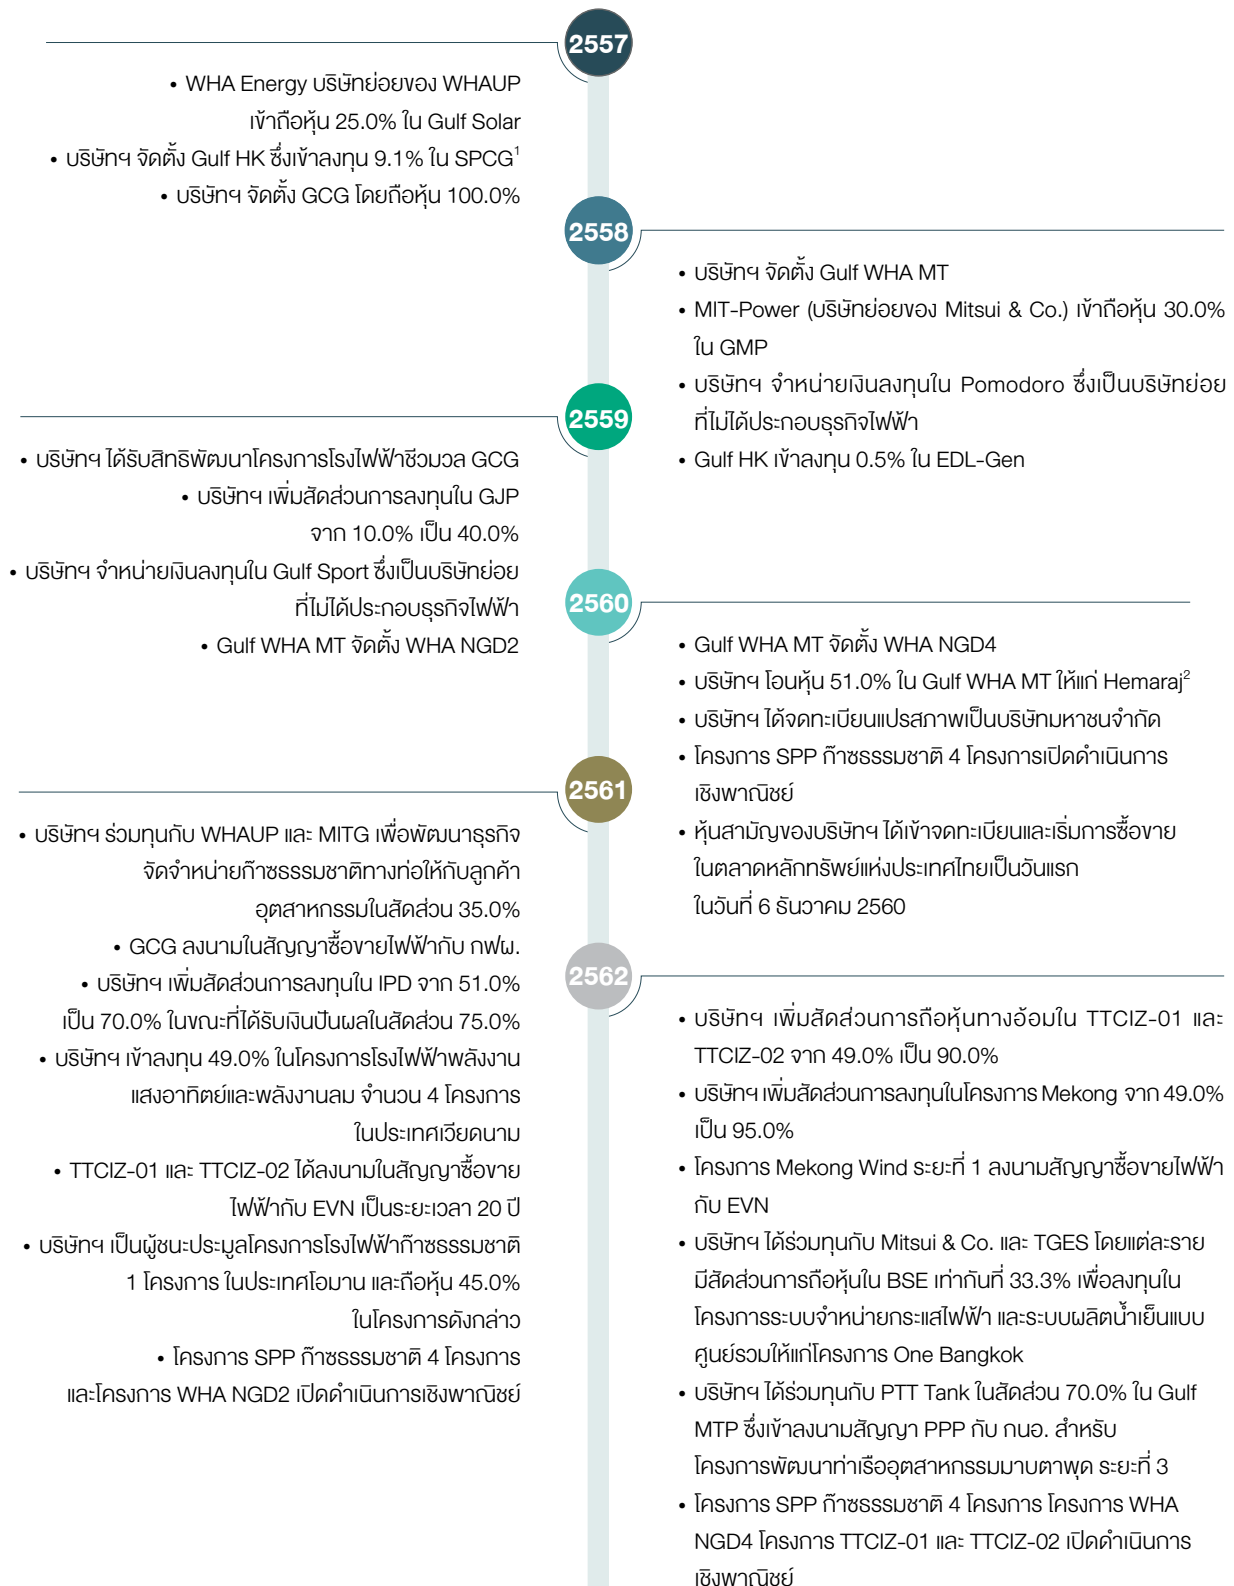 2557
• WHA Energy บริษัทย่อยของ WHAUP
เข้าถือหุ้น 25.0% ใน Gulf Solar
• บริษัทฯ จัดตั้ง Gulf HK ซึ่งเข้าลงทุน 9.1% ใน SPCG¹
• บริษัทฯ จัดตั้ง GCG โดยถือหุ้น 100.0%
2558
• บริษัทฯ จัดตั้ง Gulf WHA MT
• MIT-Power (บริษัทย่อยของ Mitsui & Co.) เข้าถือหุ้น 30.0%
ใน GMP
• บริษัทฯ จำหน่ายเงินลงทุนใน Pomodoro ซึ่งเป็นบริษัทย่อย
ที่ไม่ได้ประกอบธุรกิจไฟฟ้า
• Gulf HK เข้าลงทุน 0.5% ใน EDL-Gen
2559
• บริษัทฯ ได้รับสิทธิพัฒนาโครงการโรงไฟฟ้าชีวมวล GCG
• บริษัทฯ เพิ่มสัดส่วนการลงทุนใน GJP
จาก 10.0% เป็น 40.0%
• บริษัทฯ จำหน่ายเงินลงทุนใน Gulf Sport ซึ่งเป็นบริษัทย่อย
ที่ไม่ได้ประกอบธุรกิจไฟฟ้า
• Gulf WHA MT จัดตั้ง WHA NGD2
2560
• Gulf WHA MT จัดตั้ง WHA NGD4
• บริษัทฯ โอนหุ้น 51.0% ใน Gulf WHA MT ให้แก่ Hemaraj²
• บริษัทฯ ได้จดทะเบียนแปรสภาพเป็นบริษัทมหาชนจำกัด
• โครงการ SPP ก๊าซธรรมชาติ 4 โครงการเปิดดำเนินการ
เชิงพาณิชย์
• หุ้นสามัญของบริษัทฯ ได้เข้าจดทะเบียนและเริ่มการซื้อขาย
ในตลาดหลักทรัพย์แห่งประเทศไทยเป็นวันแรก
ในวันที่ 6 ธันวาคม 2560
2561
• บริษัทฯ ร่วมทุนกับ WHAUP และ MITG เพื่อพัฒนาธุรกิจ
จัดจำหน่ายก๊าซธรรมชาติทางท่อให้กับลูกค้า
อุตสาหกรรมในสัดส่วน 35.0%
• GCG ลงนามในสัญญาซื้อขายไฟฟ้ากับ กฟผ.
• บริษัทฯ เพิ่มสัดส่วนการลงทุนใน IPD จาก 51.0%
เป็น 70.0% ในขณะที่ได้รับเงินปันผลในสัดส่วน 75.0%
• บริษัทฯ เข้าลงทุน 49.0% ในโครงการโรงไฟฟ้าพลังงาน
แสงอาทิตย์และพลังงานลม จำนวน 4 โครงการ
ในประเทศเวียดนาม
• TTCIZ-01 และ TTCIZ-02 ได้ลงนามในสัญญาซื้อขาย
ไฟฟ้ากับ EVN เป็นระยะเวลา 20 ปี
• บริษัทฯ เป็นผู้ชนะประมูลโครงการโรงไฟฟ้าก๊าซธรรมชาติ
1 โครงการ ในประเทศโอมาน และถือหุ้น 45.0%
ในโครงการดังกล่าว
• โครงการ SPP ก๊าซธรรมชาติ 4 โครงการ
และโครงการ WHA NGD2 เปิดดำเนินการเชิงพาณิชย์
2562
• บริษัทฯ เพิ่มสัดส่วนการถือหุ้นทางอ้อมใน TTCIZ-01 และ
TTCIZ-02 จาก 49.0% เป็น 90.0%
• บริษัทฯ เพิ่มสัดส่วนการลงทุนในโครงการ Mekong จาก 49.0%
เป็น 95.0%
• โครงการ Mekong Wind ระยะที่ 1 ลงนามสัญญาซื้อขายไฟฟ้า
กับ EVN
• บริษัทฯ ได้ร่วมทุนกับ Mitsui & Co. และ TGES โดยแต่ละราย
มีสัดส่วนการถือหุ้นใน BSE เท่ากันที่ 33.3% เพื่อลงทุนใน
โครงการระบบจำหน่ายกระแสไฟฟ้า และระบบผลิตน้ำเย็นแบบ
ศูนย์รวมให้แก่โครงการ One Bangkok
• บริษัทฯ ได้ร่วมทุนกับ PTT Tank ในสัดส่วน 70.0% ใน Gulf
MTP ซึ่งเข้าลงนามสัญญา PPP กับ กนอ. สำหรับ
โครงการพัฒนาท่าเรืออุตสาหกรรมมาบตาพุด ระยะที่ 3
• โครงการ SPP ก๊าซธรรมชาติ 4 โครงการ โครงการ WHA
NGD4 โครงการ TTCIZ-01 และ TTCIZ-02 เปิดดำเนินการ
เชิงพาณิชย์